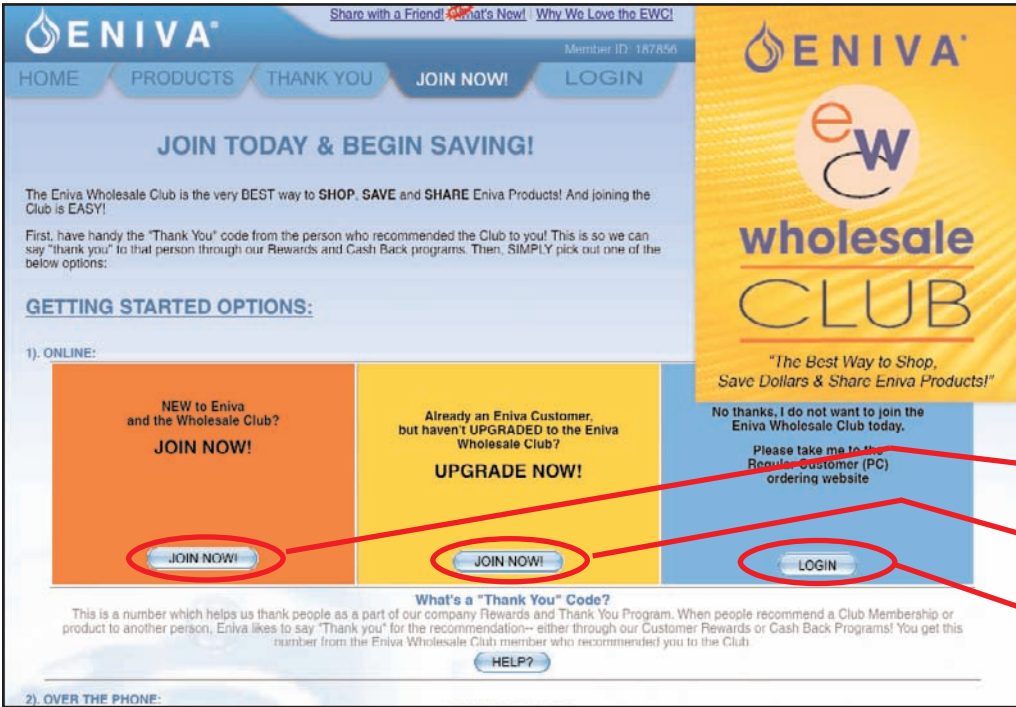 ENIVA
Share with a Friend! What's New! | Why We Love the EWC!
Member ID: 187856
HOME PRODUCTS THANK YOU JOIN NOW! LOGIN
JOIN TODAY & BEGIN SAVING!
The Eniva Wholesale Club is the very BEST way to SHOP, SAVE and SHARE Eniva Products! And joining the
Club is EASY!
First, have handy the "Thank You" code from the person who recommended the Club to you! This is so we can
say "thank you" to that person through our Rewards and Cash Back programs. Then, SIMPLY pick out one of the
below options:
GETTING STARTED OPTIONS:
1). ONLINE:
NEW to Eniva
and the Wholesale Club?
JOIN NOW!
JOIN NOW!
Already an Eniva Customer,
but haven't UPGRADED to the Eniva
Wholesale Club?
UPGRADE NOW!
JOIN NOW!
No thanks, I do not want to join the
Eniva Wholesale Club today.
Please take me to the
Regular Customer (PC)
ordering website
LOGIN
What's a "Thank You" Code?
This is a number which helps us thank people as a part of our company Rewards and Thank You Program. When people recommend a Club Membership or
product to another person, Eniva likes to say "Thank you" for the recommendation-- either through our Customer Rewards or Cash Back Programs! You get this
number from the Eniva Wholesale Club member who recommended you to the Club
HELP?
2). OVER THE PHONE:
ENIVA
ewc
wholesale
CLUB
"The Best Way to Shop,
Save Dollars & Share Eniva Products!"